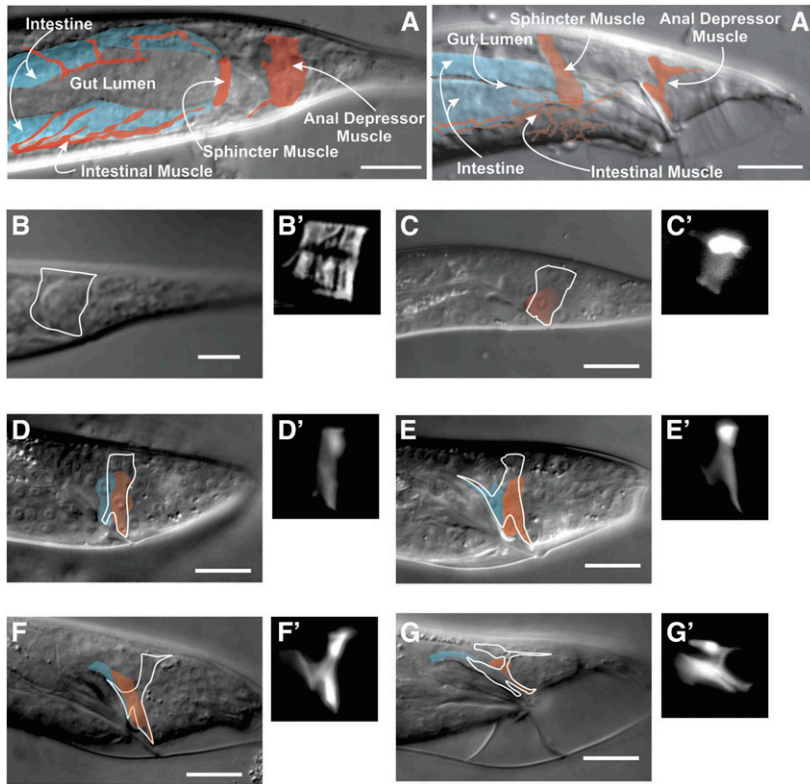 Intestine
A
Gut Lumen
Anal Depressor
Muscle
Sphincter Muscle
Intestinal Muscle
Sphincter Muscle
A
Gut Lumen
Anal Depressor
Muscle
Intestine
Intestinal Muscle
B
B’
C
C’
D
D’
E
E’
F
F’
G
G’